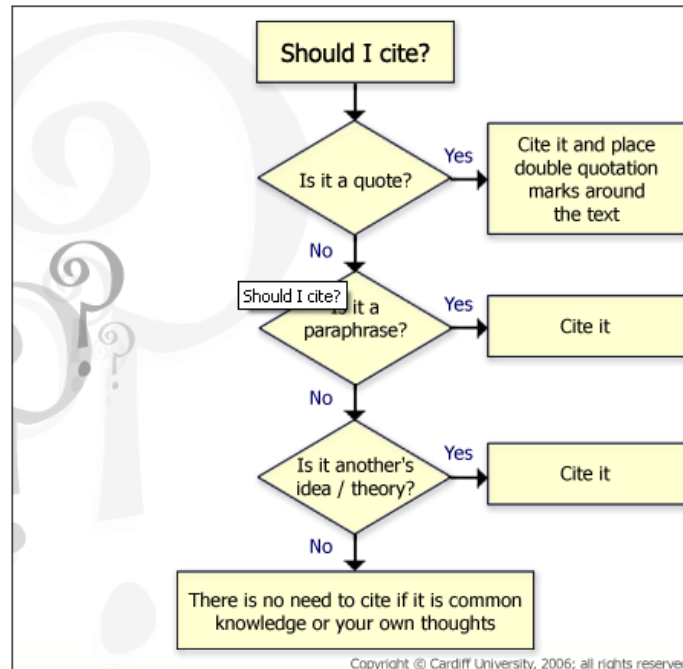 Should I cite?
Is it a quote?
Yes
Cite it and place
double quotation
marks around
the text
No
Should I cite?
Is it a
paraphrase?
Yes
Cite it
No
Is it another's
idea / theory?
Yes
Cite it
No
There is no need to cite if it is common
knowledge or your own thoughts
Copyright © Cardiff University, 2006; all rights reserved